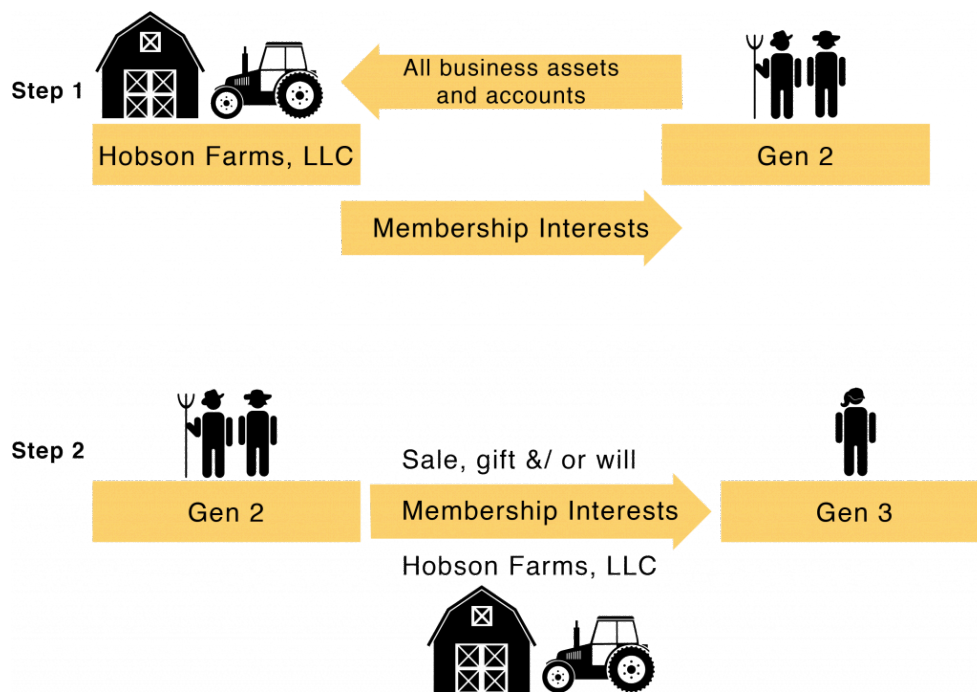 Step 1
All business assets
and accounts
Hobson Farms, LLC
Gen 2
Membership Interests
Step 2
Sale, gift &/ or will
Gen 2
Membership Interests
Gen 3
Hobson Farms, LLC